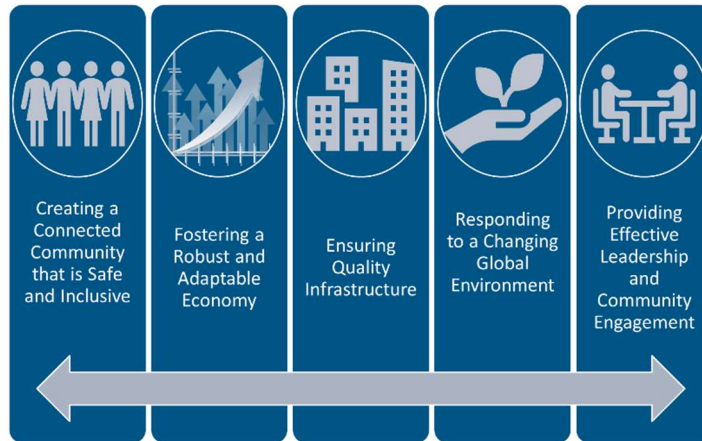 Creating a
Connected
Community
that is Safe
and Inclusive
Fostering a
Robust and
Adaptable
Economy
Ensuring
Quality
Infrastructure
Responding
to a Changing
Global
Environment
Providing
Effective
Leadership
and
Community
Engagement